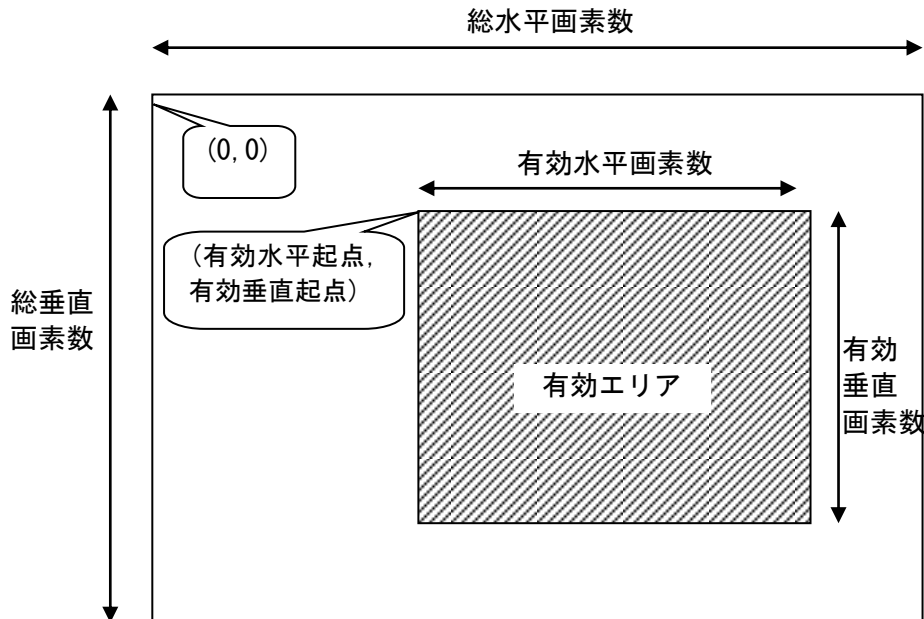 総水平画素数
(0,0)
有効水平画素数
(有効水平起点,
有効垂直起点)
総垂直
画素数
有効
垂直
画素数
有効エリア